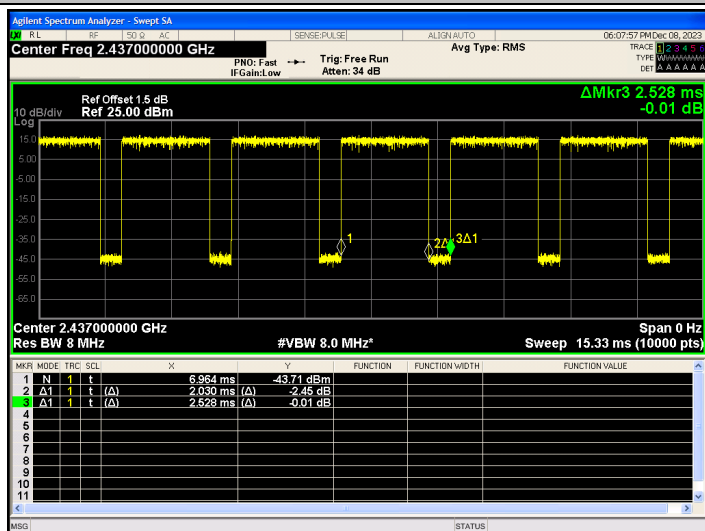 Agilent Spectrum Analyzer - Swept SA
RL RF 50 Ω AC SENSE:PULSE ALIGN AUTO 06:07:57 PM Dec 08, 2023
Center Freq 2.437000000 GHz Avg Type: RMS TRACE 1 2 3 4 5 6
PNO: Fast Trig: Free Run TYPE
IFGain:Low Atten: 34 dB DET A A A A A A
ΔMkr3 2.528 ms
-0.01 dB
Ref Offset 1.5 dB
10 dB/div Ref 25.00 dBm
Log
15.0
5.00
-5.00
-15.0
-25.0
-35.0
-45.0
-55.0
-65.0
1 2Δ 3Δ1
Center 2.437000000 GHz Span 0 Hz
Res BW 8 MHz #VBW 8.0 MHz* Sweep 15.33 ms (10000 pts)
MKR MODE TRC SCL X Y FUNCTION FUNCTION WIDTH FUNCTION VALUE
1 N 1 t 6.964 ms -43.71 dBm
2 Δ1 1 t (Δ) 2.030 ms (Δ) -2.45 dB
3 Δ1 1 t (Δ) 2.528 ms (Δ) -0.01 dB
4
5
6
7
8
9
10
11
MSG STATUS